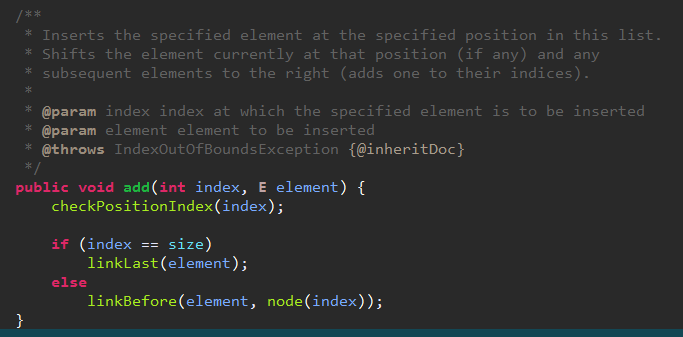 /**
 * Inserts the specified element at the specified position in this list.
 * Shifts the element currently at that position (if any) and any
 * subsequent elements to the right (adds one to their indices).
 *
 * @param index index at which the specified element is to be inserted
 * @param element element to be inserted
 * @throws IndexOutOfBoundsException {@inheritDoc}
 */
public void add(int index, E element) {
    checkPositionIndex(index);

    if (index == size)
        linkLast(element);
    else
        linkBefore(element, node(index));
}